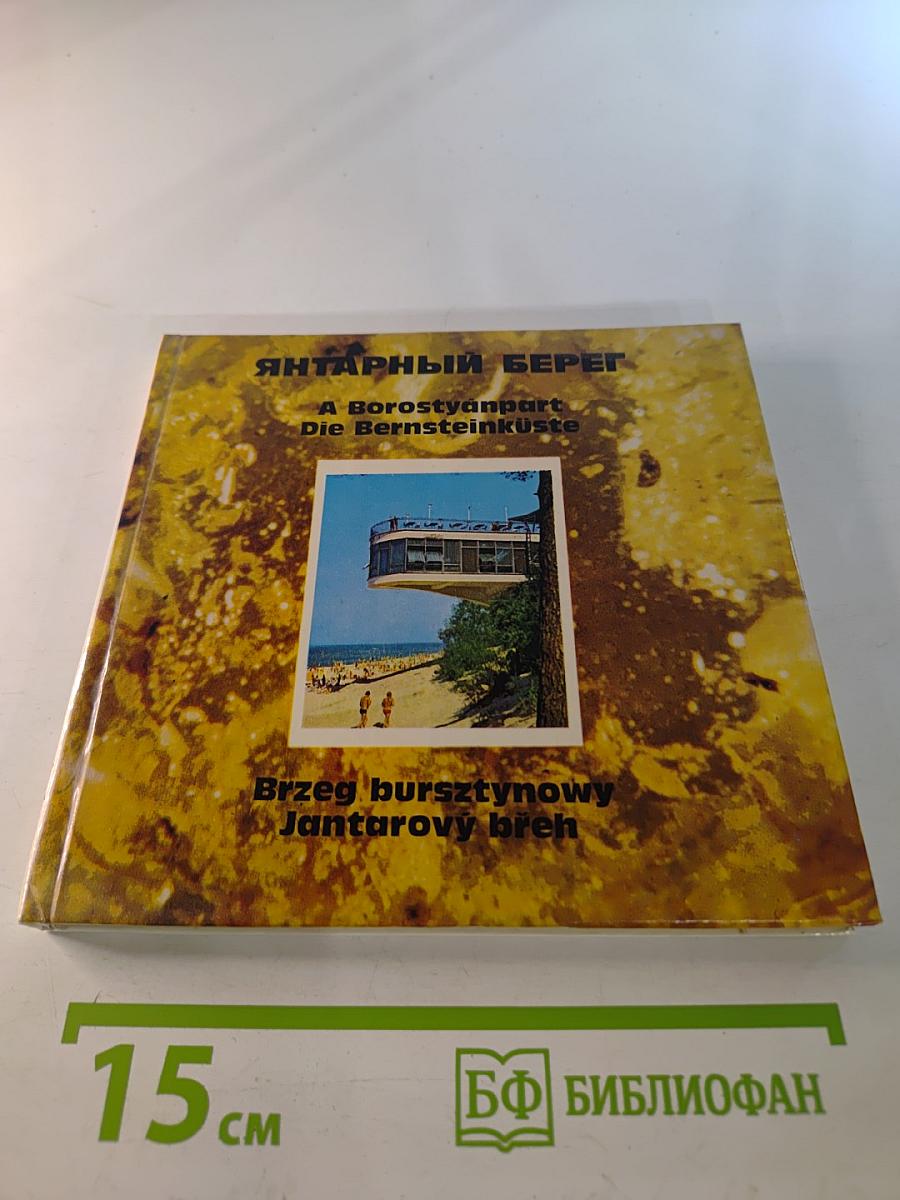 ЯНТАРНЫЙ БЕРЕГ
A Borostyánpart
Die Bernsteinküste
Brzeg bursztynowy
Jantarový břeh
15 см
БФ БИБЛИОФАН